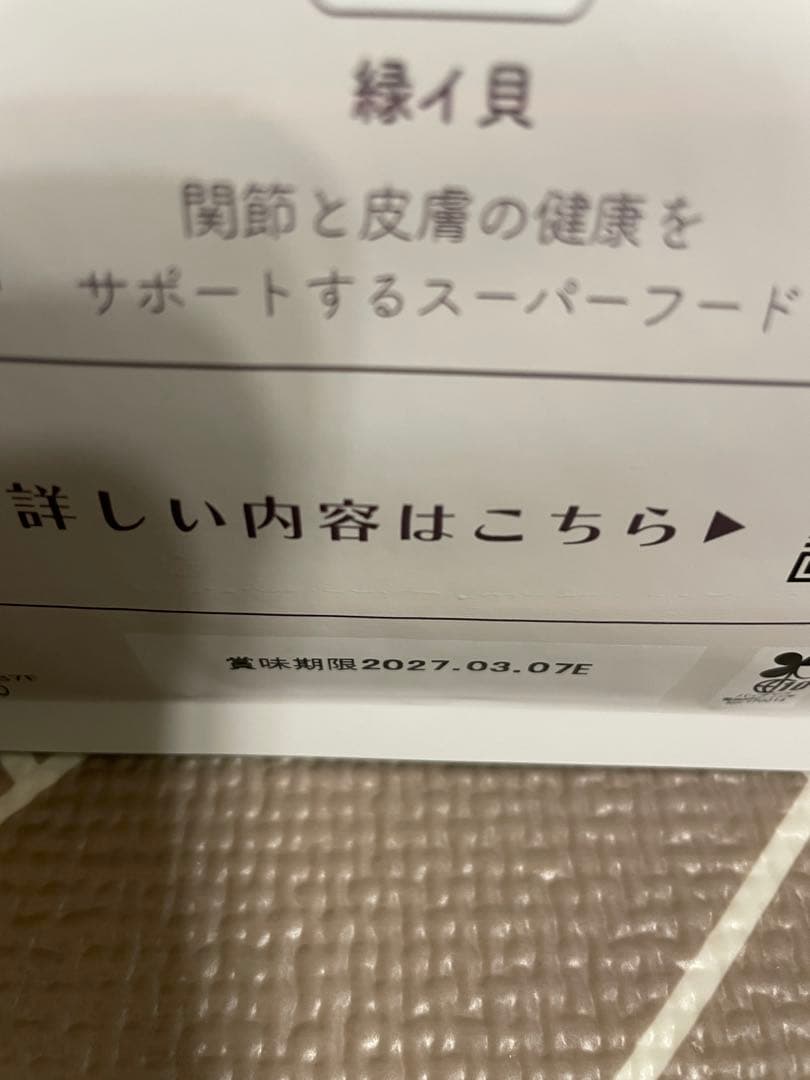 緑イ貝
関節と皮膚の健康を
サポートするスーパーフード
詳しい内容はこちら▶
賞味期限2027.03.07E